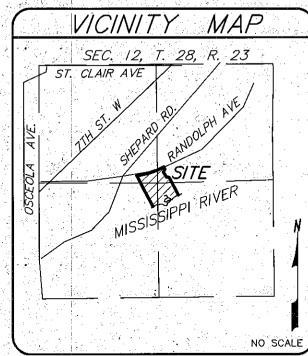 VICINITY MAP
SEC. 12, T. 28, R. 23
ST. CLAIR AVE
7TH ST. W
SHEPARD RD.
RANDOLPH AVE
OSCEOLA AVE.
SITE
MISSISSIPPI RIVER
N
NO SCALE